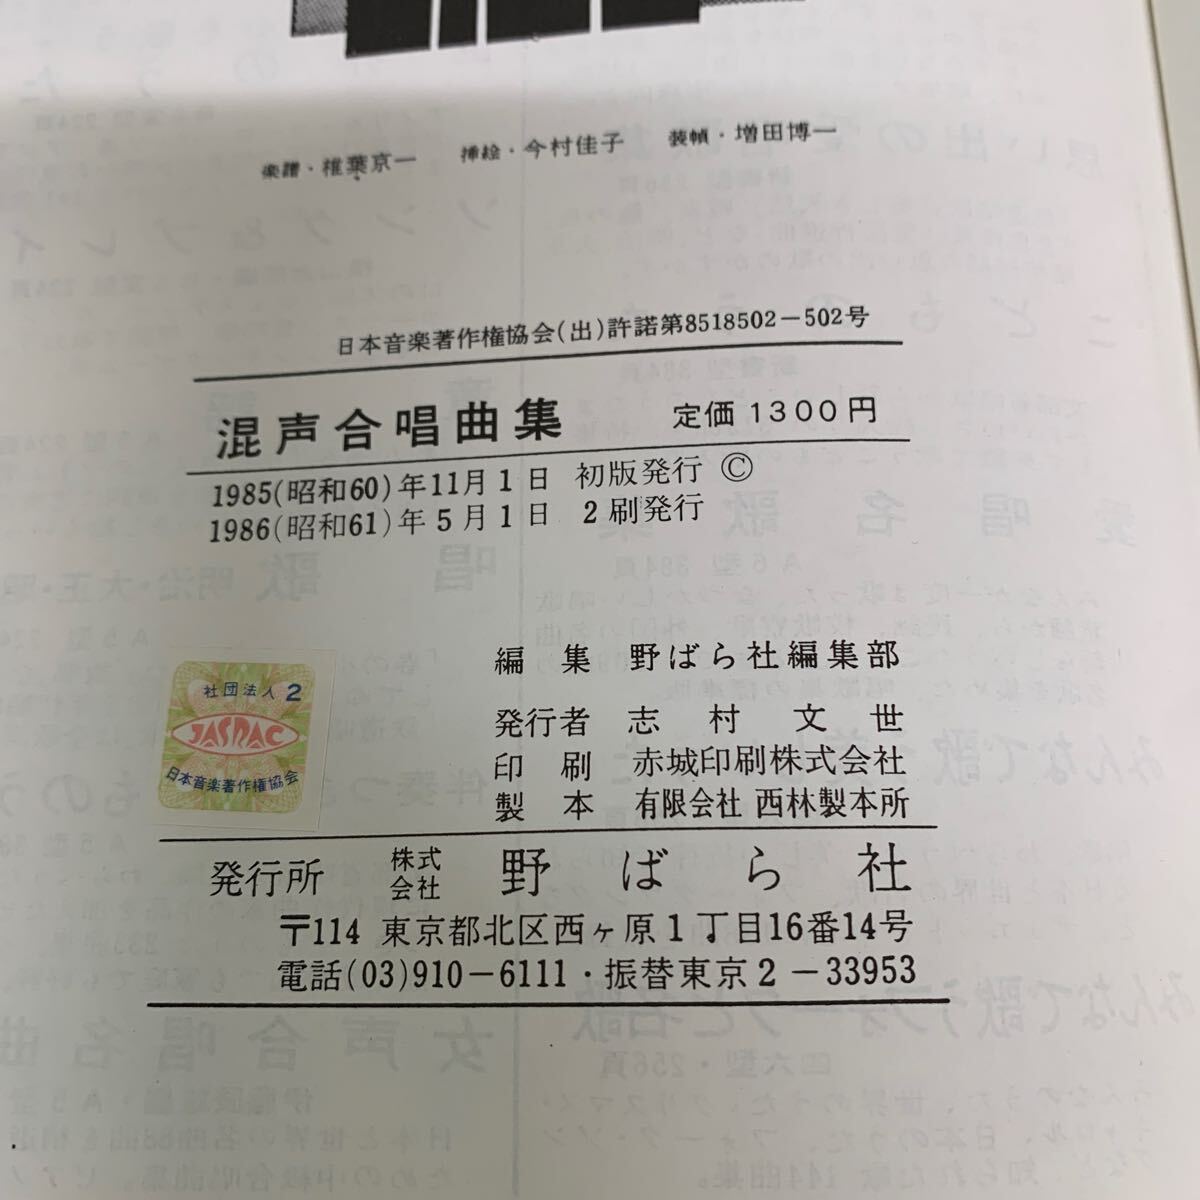 楽譜・椎葉京一　挿絵・今村佳子　装幀・増田博一
日本音楽著作権協会(出)許諾第8518502−502号
混声合唱曲集　定価1300円
1985(昭和60)年11月1日　初版発行 ©
1986(昭和61)年5月1日　2刷発行
編集　野ばら社編集部
発行者　志村文世
印刷　赤城印刷株式会社
製本　有限会社 西林製本所
社団法人 2
JASRAC
日本音楽著作権協会
発行所　株式会社　野ばら社
〒114 東京都北区西ヶ原1丁目16番14号
電話(03)910−6111・振替東京2−33953